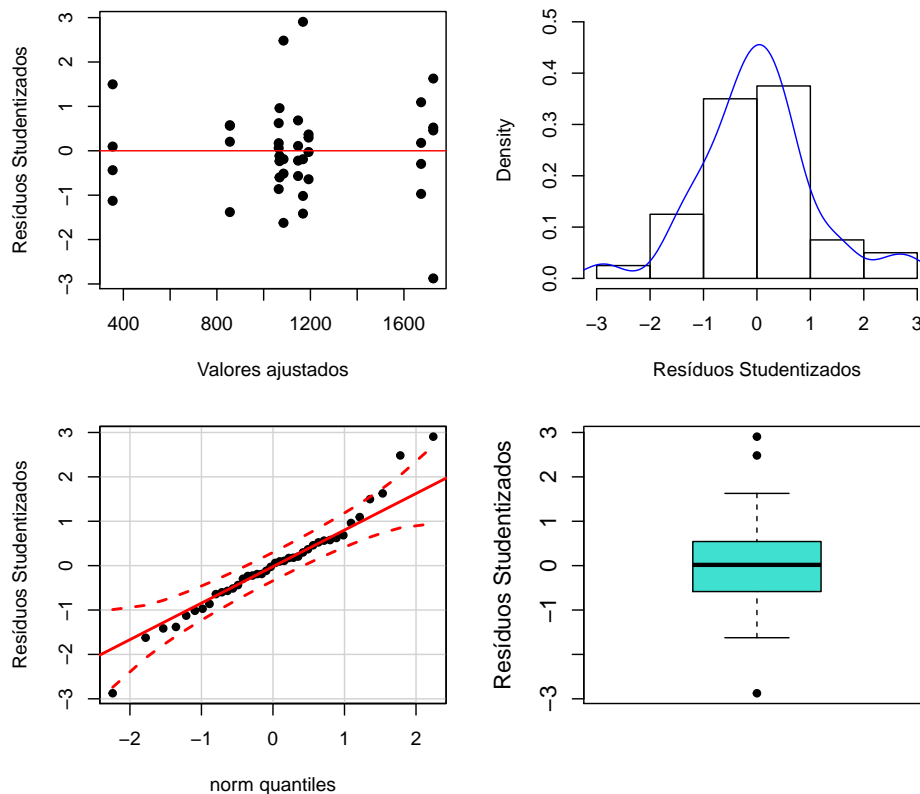 Resíduos Studentizados
3
2
1
0
−1
−2
−3
400 800 1200 1600
Valores ajustados
Density
0.5
0.4
0.3
0.2
0.1
0.0
−3 −2 −1 0 1 2 3
Resíduos Studentizados
Resíduos Studentizados
3
2
1
0
−1
−2
−3
−2 −1 0 1 2
norm quantiles
Resíduos Studentizados
3
2
1
0
−1
−3